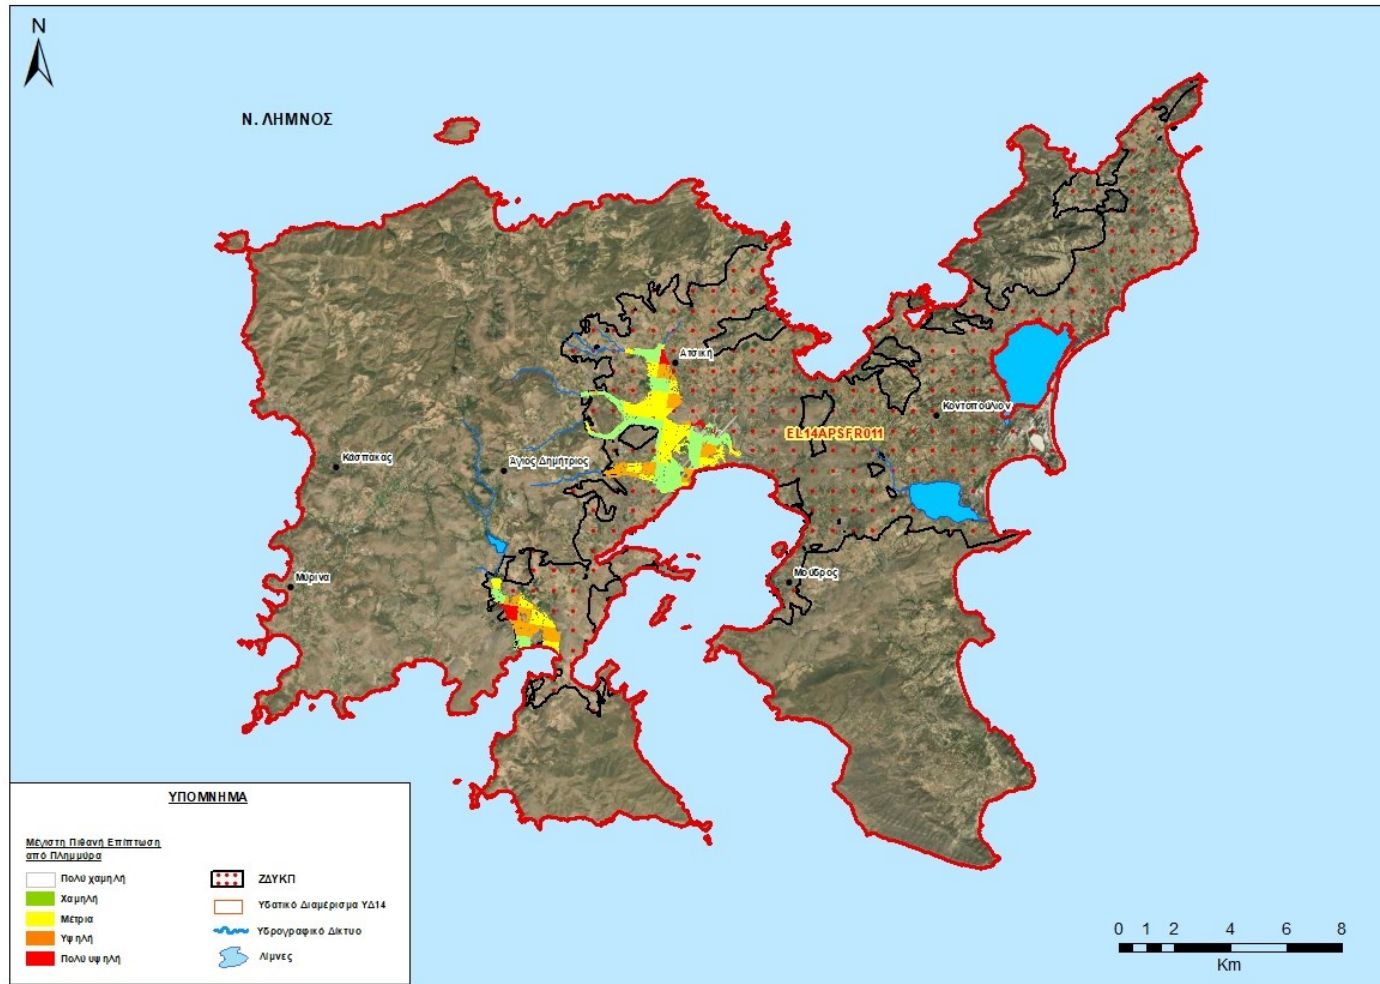 N
Ν. ΛΗΜΝΟΣ
Ατσική
Κοντοπούλιον
EL14APSFR011
Κάσπακας
Άγιος Δημήτριος
Μούδρος
Μύρινα
ΥΠΟΜΝΗΜΑ
Μέγιστη Πιθανή Επίπτωση
από Πλημμύρα
Πολύ χαμηλή
Χαμηλή
Μέτρια
Υψηλή
Πολύ υψηλή
ΖΔΥΚΠ
Υδατικό Διαμέρισμα ΥΔ14
Υδρογραφικό Δίκτυο
Λίμνες
0 1 2 4 6 8
Km